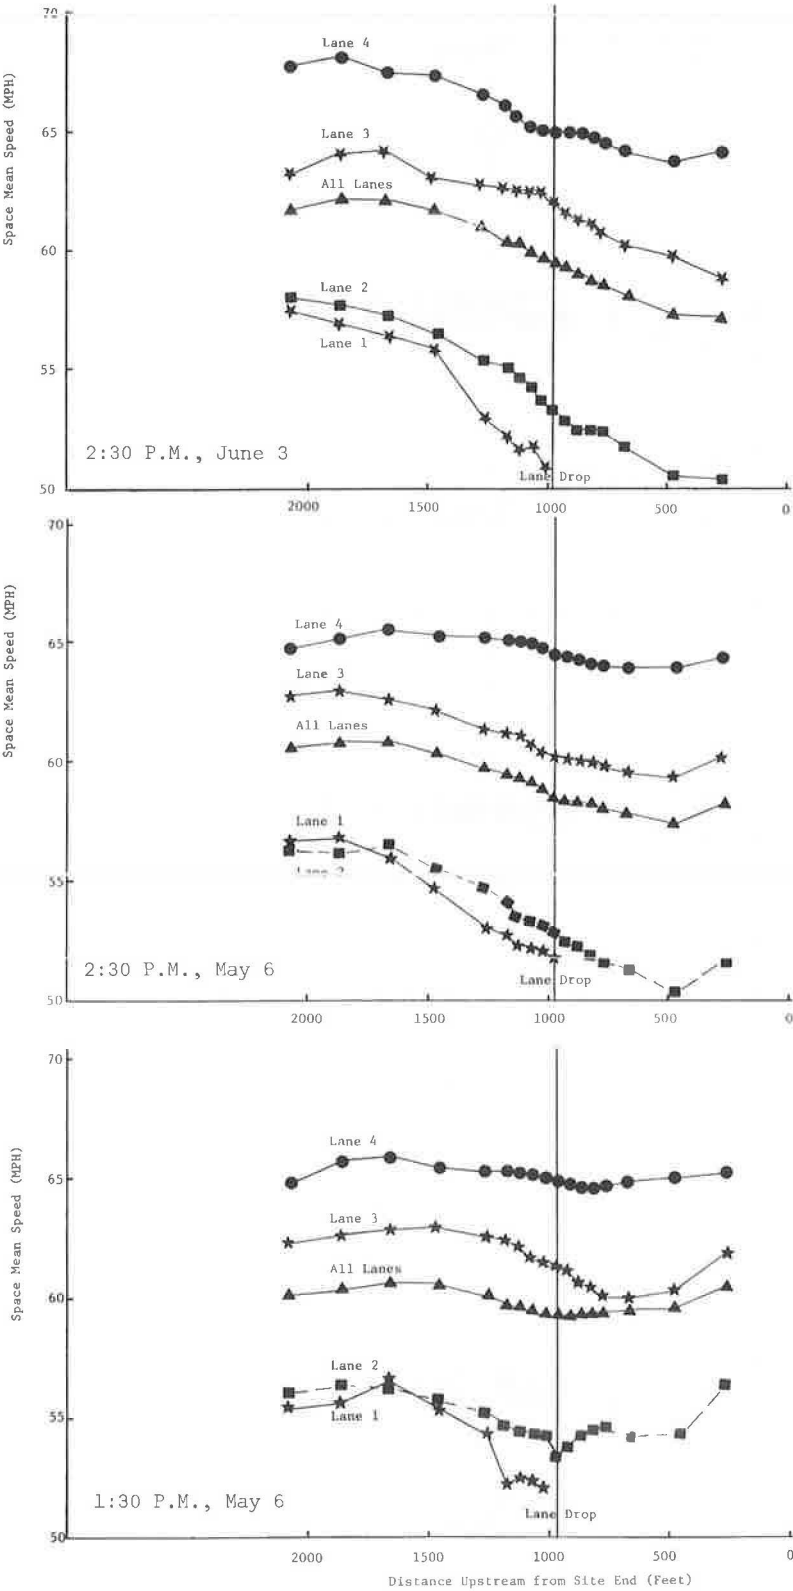 70
Lane 4
Space Mean Speed (MPH)
65
Lane 3
All Lanes
60
Lane 2
Lane 1
55
2:30 P.M., June 3
Lane Drop
50
2000 1500 1000 500 0
70
Space Mean Speed (MPH)
Lane 4
65
Lane 3
All Lanes
60
Lane 1
Lane 2
55
2:30 P.M., May 6
Lane Drop
50
2000 1500 1000 500 0
70
Lane 4
Space Mean Speed (MPH)
65
Lane 3
All Lanes
60
Lane 2
Lane 1
55
1:30 P.M., May 6
Lane Drop
50
2000 1500 1000 500 0
Distance Upstream from Site End (Feet)